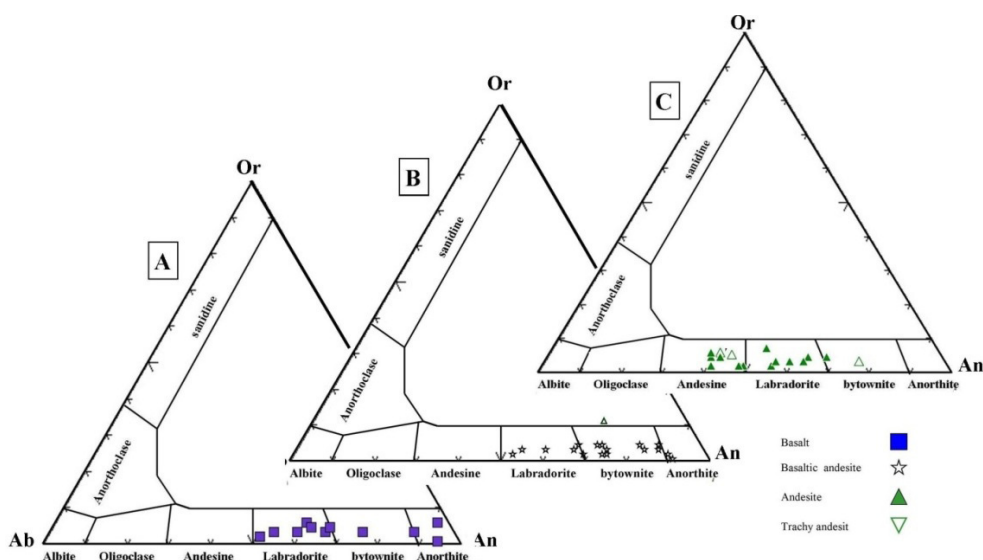 A
Or
sanidine
Anorthoclase
Ab
An
Albite Oligoclase Andesine Labradorite bytownite Anorthite
B
Or
sanidine
Anorthoclase
An
Albite Oligoclase Andesine Labradorite bytownite Anorthite
C
Or
sanidine
Anorthoclase
An
Albite Oligoclase Andesine Labradorite bytownite Anorthite
Basalt
Basaltic andesite
Andesite
Trachy andesit